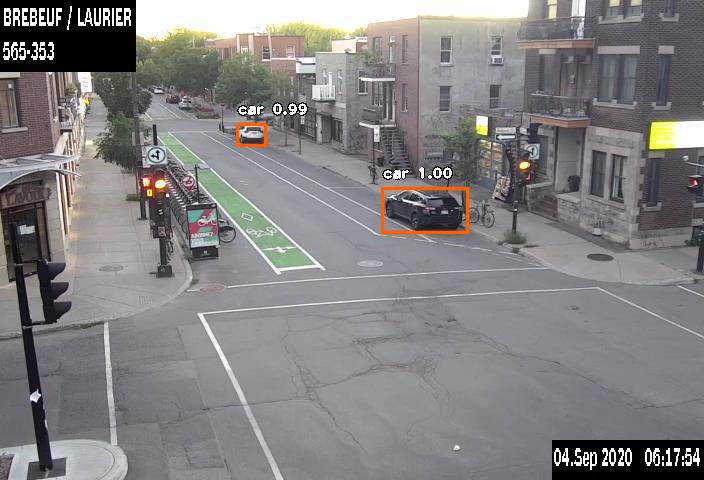 BREBEUF / LAURIER
565-353
car 0.99
car 1.00
04.Sep 2020 06:17:54